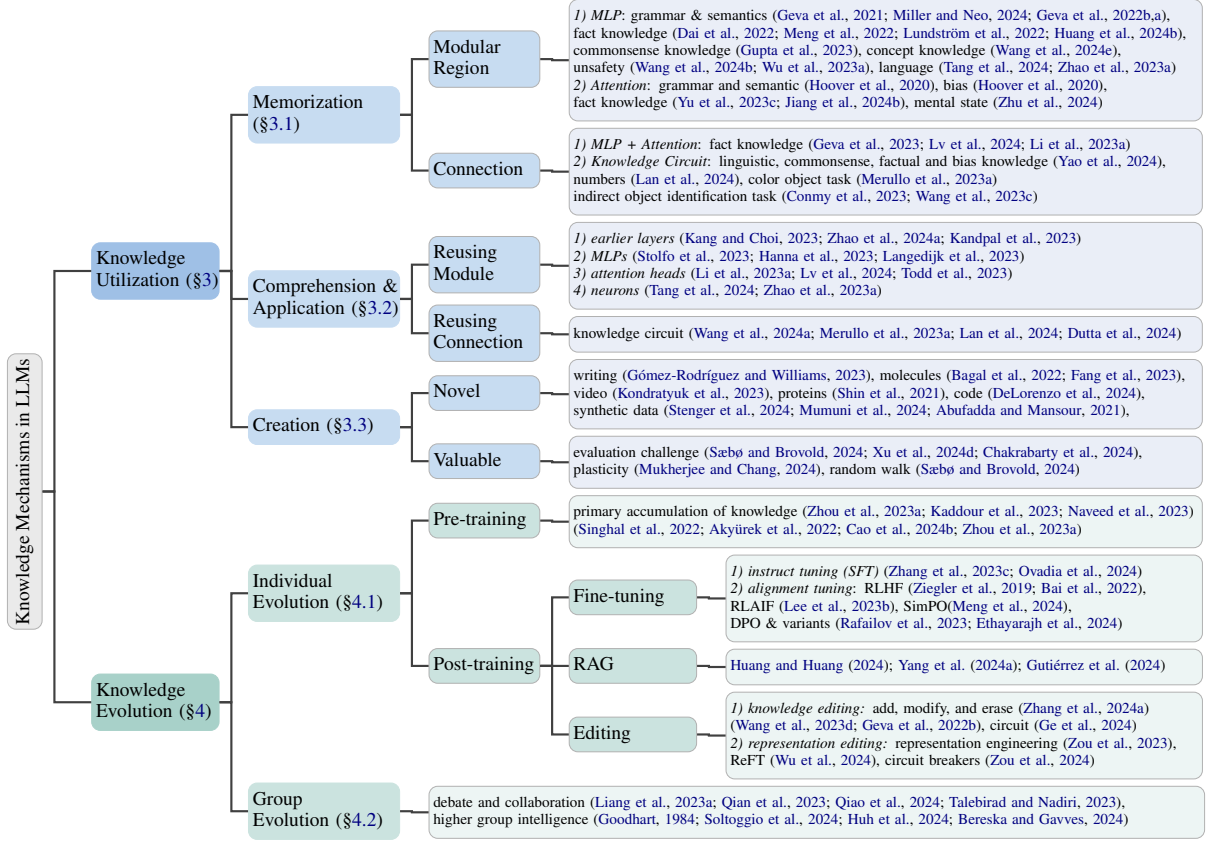 Knowledge Mechanisms in LLMs
Knowledge
Utilization (§3)
Memorization
(§3.1)
Modular
Region
1) MLP: grammar & semantics (Geva et al., 2021; Miller and Neo, 2024; Geva et al., 2022b,a),
fact knowledge (Dai et al., 2022; Meng et al., 2022; Lundström et al., 2022; Huang et al., 2024b),
commonsense knowledge (Gupta et al., 2023), concept knowledge (Wang et al., 2024e),
unsafety (Wang et al., 2024b; Wu et al., 2023a), language (Tang et al., 2024; Zhao et al., 2023a)
2) Attention: grammar and semantic (Hoover et al., 2020), bias (Hoover et al., 2020),
fact knowledge (Yu et al., 2023c; Jiang et al., 2024b), mental state (Zhu et al., 2024)
Connection
1) MLP + Attention: fact knowledge (Geva et al., 2023; Lv et al., 2024; Li et al., 2023a)
2) Knowledge Circuit: linguistic, commonsense, factual and bias knowledge (Yao et al., 2024),
numbers (Lan et al., 2024), color object task (Merullo et al., 2023a)
indirect object identification task (Conmy et al., 2023; Wang et al., 2023c)
Comprehension &
Application (§3.2)
Reusing
Module
1) earlier layers (Kang and Choi, 2023; Zhao et al., 2024a; Kandpal et al., 2023)
2) MLPs (Stolfo et al., 2023; Hanna et al., 2023; Langedijk et al., 2023)
3) attention heads (Li et al., 2023a; Lv et al., 2024; Todd et al., 2023)
4) neurons (Tang et al., 2024; Zhao et al., 2023a)
Reusing
Connection
knowledge circuit (Wang et al., 2024a; Merullo et al., 2023a; Lan et al., 2024; Dutta et al., 2024)
Creation (§3.3)
Novel
writing (Gómez-Rodríguez and Williams, 2023), molecules (Bagal et al., 2022; Fang et al., 2023),
video (Kondratyuk et al., 2023), proteins (Shin et al., 2021), code (DeLorenzo et al., 2024),
synthetic data (Stenger et al., 2024; Mumuni et al., 2024; Abufadda and Mansour, 2021),
Valuable
evaluation challenge (Sæbø and Brovold, 2024; Xu et al., 2024d; Chakrabarty et al., 2024),
plasticity (Mukherjee and Chang, 2024), random walk (Sæbø and Brovold, 2024)
Knowledge
Evolution (§4)
Individual
Evolution (§4.1)
Pre-training
primary accumulation of knowledge (Zhou et al., 2023a; Kaddour et al., 2023; Naveed et al., 2023)
(Singhal et al., 2022; Akyürek et al., 2022; Cao et al., 2024b; Zhou et al., 2023a)
Post-training
Fine-tuning
1) instruct tuning (SFT) (Zhang et al., 2023c; Ovadia et al., 2024)
2) alignment tuning: RLHF (Ziegler et al., 2019; Bai et al., 2022),
RLAIF (Lee et al., 2023b), SimPO(Meng et al., 2024),
DPO & variants (Rafailov et al., 2023; Ethayarajh et al., 2024)
RAG
Huang and Huang (2024); Yang et al. (2024a); Gutiérrez et al. (2024)
Editing
1) knowledge editing: add, modify, and erase (Zhang et al., 2024a)
(Wang et al., 2023d; Geva et al., 2022b), circuit (Ge et al., 2024)
2) representation editing: representation engineering (Zou et al., 2023),
ReFT (Wu et al., 2024), circuit breakers (Zou et al., 2024)
Group
Evolution (§4.2)
debate and collaboration (Liang et al., 2023a; Qian et al., 2023; Qiao et al., 2024; Talebirad and Nadiri, 2023),
higher group intelligence (Goodhart, 1984; Soltoggio et al., 2024; Huh et al., 2024; Bereska and Gavves, 2024)